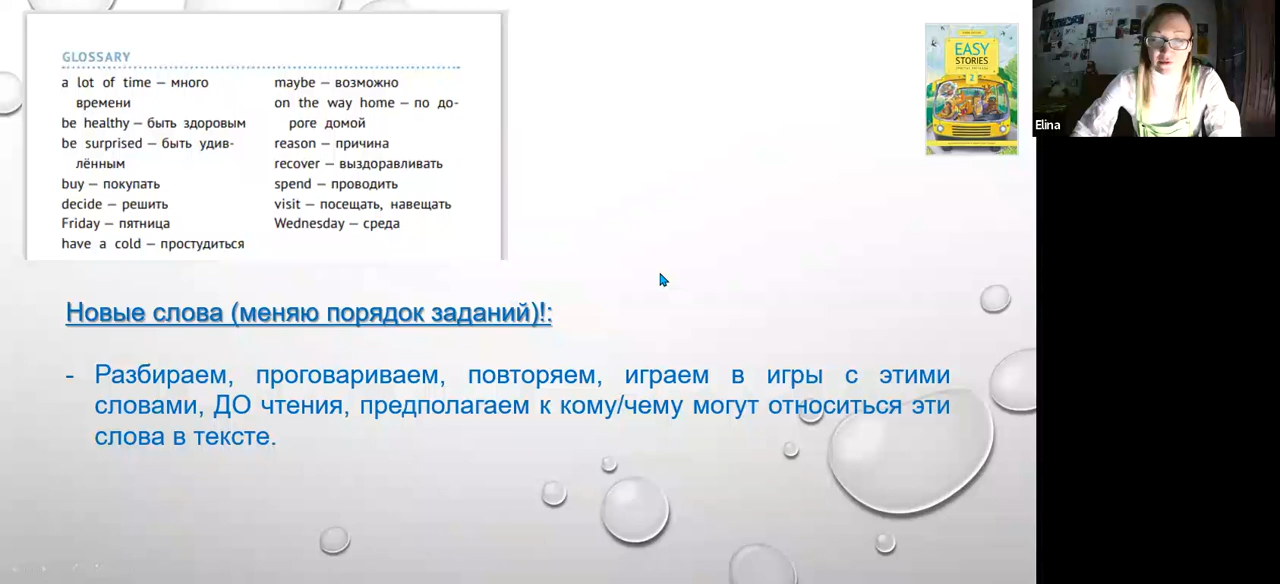 GLOSSARY
a lot of time — много
времени
be healthy — быть здоровым
be surprised — быть удив-
лённым
buy — покупать
decide — решить
Friday — пятница
have a cold — простудиться
maybe — возможно
on the way home — по до-
роге домой
reason — причина
recover — выздоравливать
spend — проводить
visit — посещать, навещать
Wednesday — среда
EASY
STORIES
2
Elina
Новые слова (меняю порядок заданий)!:
- Разбираем, проговариваем, повторяем, играем в игры с этими
словами, ДО чтения, предполагаем к кому/чему могут относиться эти
слова в тексте.